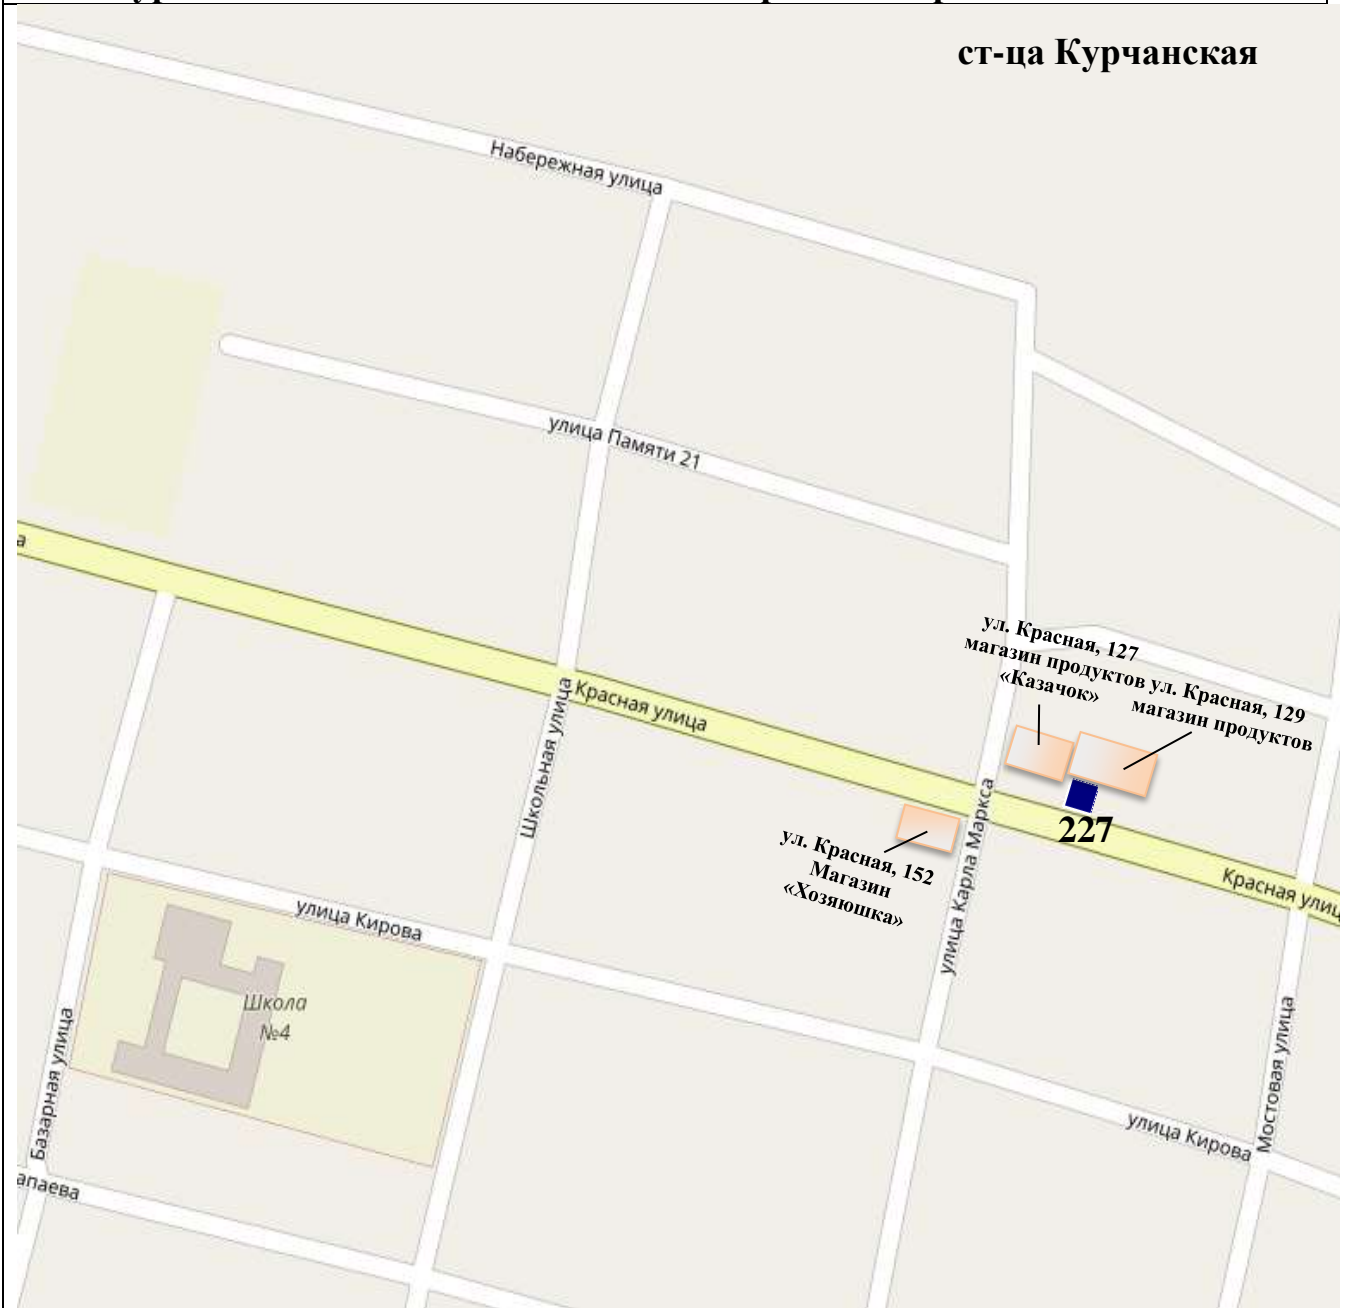 ст-ца Курчанская
Набережная улица
улица Памяти 21
ул. Красная, 127
магазин продуктов
«Казачок»
ул. Красная, 129
магазин продуктов
Красная улица
Школьная улица
227
ул. Красная, 152
Магазин
«Хозяюшка»
улица Карла Маркса
Красная улиц
улица Кирова
Школа
№4
Базарная улица
Мостовая улица
улица Кирова
апаева
а